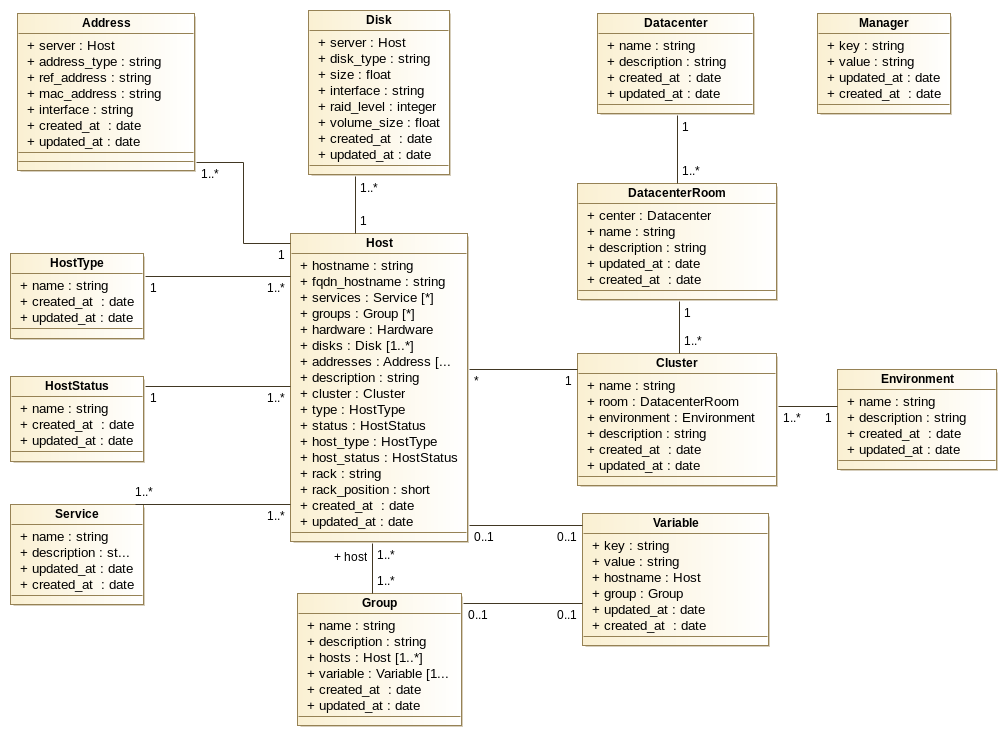 Address
+ server : Host
+ address_type : string
+ ref_address : string
+ mac_address : string
+ interface : string
+ created_at : date
+ updated_at : date
Disk
+ server : Host
+ disk_type : string
+ size : float
+ interface : string
+ raid_level : integer
+ volume_size : float
+ created_at : date
+ updated_at : date
Datacenter
+ name : string
+ description : string
+ created_at : date
+ updated_at : date
Manager
+ key : string
+ value : string
+ updated_at : date
+ created_at : date
1..*
1
1..*
1
1
1..*
DatacenterRoom
+ center : Datacenter
+ name : string
+ description : string
+ updated_at : date
+ created_at : date
1
1..*
HostType
+ name : string
+ created_at : date
+ updated_at : date
1
1..*
Host
+ hostname : string
+ fqdn_hostname : string
+ services : Service [*]
+ groups : Group [*]
+ hardware : Hardware
+ disks : Disk [1..*]
+ addresses : Address [...
+ description : string
+ cluster : Cluster
+ type : HostType
+ status : HostStatus
+ host_type : HostType
+ host_status : HostStatus
+ rack : string
+ rack_position : short
+ created_at : date
+ updated_at : date
*
1
Cluster
+ name : string
+ room : DatacenterRoom
+ environment : Environment
+ description : string
+ created_at : date
+ updated_at : date
1..*
1
Environment
+ name : string
+ description : string
+ created_at : date
+ updated_at : date
HostStatus
+ name : string
+ created_at : date
+ updated_at : date
1
1..*
1..*
1..*
Service
+ name : string
+ description : st...
+ updated_at : date
+ created_at : date
0..1
0..1
Variable
+ key : string
+ value : string
+ hostname : Host
+ group : Group
+ updated_at : date
+ created_at : date
+ host
1..*
1..*
Group
+ name : string
+ description : string
+ hosts : Host [1..*]
+ variable : Variable [1...
+ created_at : date
+ updated_at : date
0..1
0..1